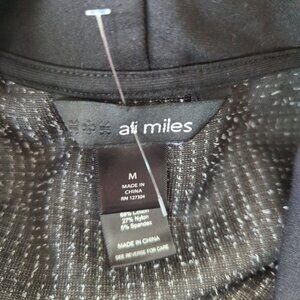 ali miles
M
MADE IN
CHINA
RN 127304
68% Cotton
27% Nylon
5% Spandex
MADE IN CHINA
SEE REVERSE FOR CARE